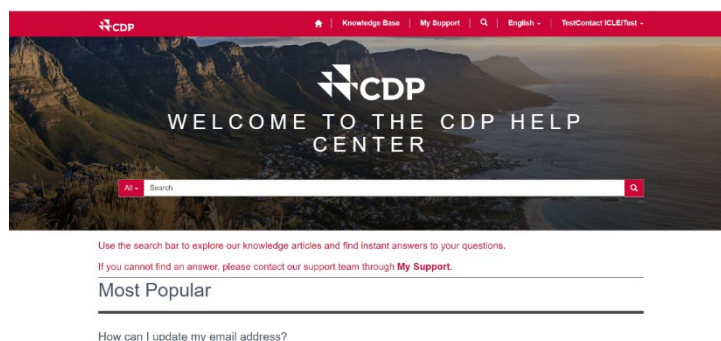 CDP
Knowledge Base | My Support | English | TestContact ICLEITest
CDP
WELCOME TO THE CDP HELP
CENTER
All Search
Use the search bar to explore our knowledge articles and find instant answers to your questions.
If you cannot find an answer, please contact our support team through My Support.
Most Popular
How can I update my email address?